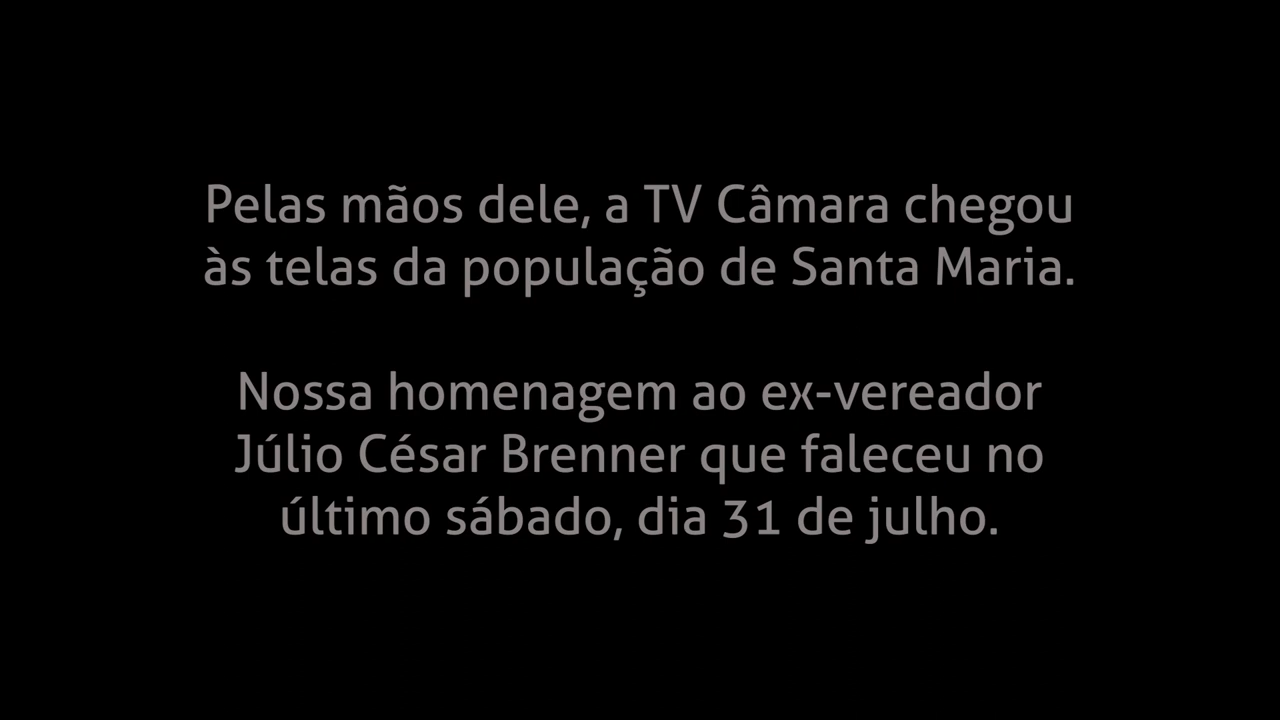 Pelas mãos dele, a TV Câmara chegou
às telas da população de Santa Maria.
Nossa homenagem ao ex-vereador
Júlio César Brenner que faleceu no
último sábado, dia 31 de julho.